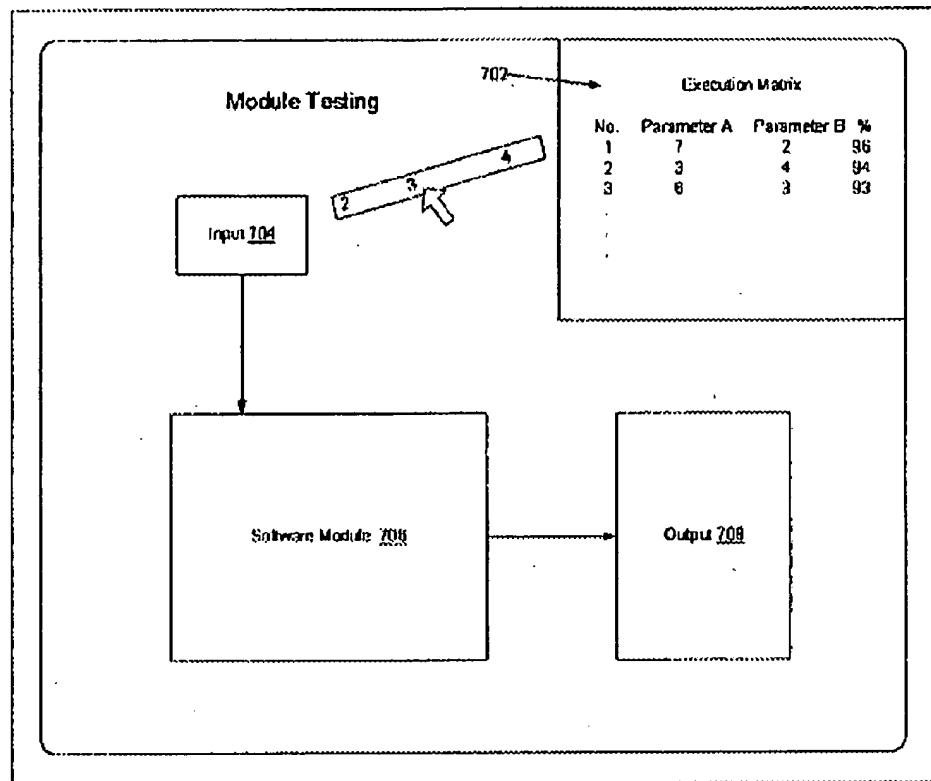 Module Testing
702
Execution Matrix
No. Parameter A Parameter B %
1 7 2 96
2 3 4 94
3 6 3 93
2 3 4
Input 704
Software Module 706
Output 708